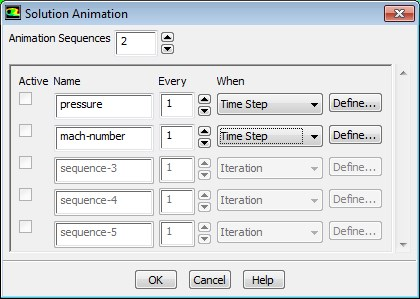 Solution Animation
Animation Sequences 2
Active Name Every When
pressure 1 Time Step Define...
mach-number 1 Time Step Define...
sequence-3 1 Iteration Define...
sequence-4 1 Iteration Define...
sequence-5 1 Iteration Define...
OK Cancel Help